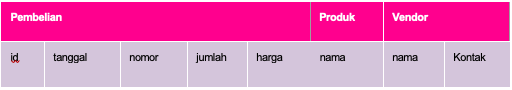 Pembelian Produk Vendor
id tanggal nomor jumlah harga nama nama Kontak